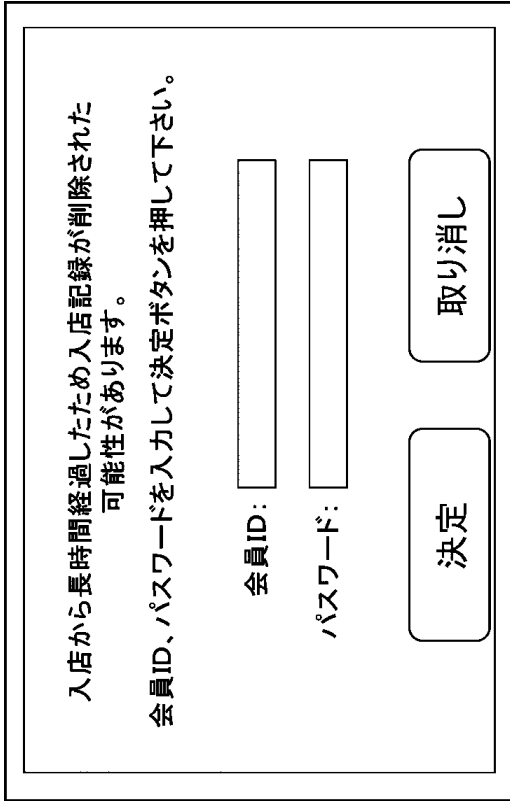 入店から長時間経過したため入店記録が削除された
可能性があります。
会員ID、パスワードを入力して決定ボタンを押して下さい。
会員ID:
パスワード:
決定
取り消し